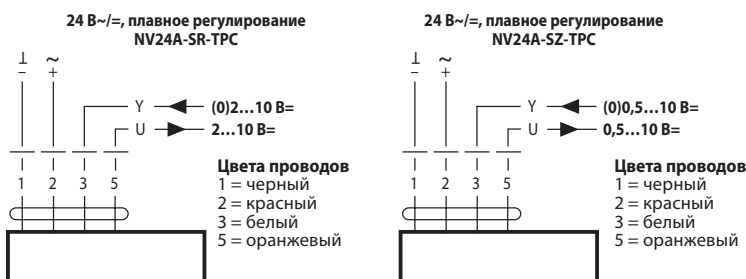 24 В~/=, плавное регулирование
NV24A-SR-TPC
⊥ ~
– +
Y (0)2…10 В=
U 2…10 В=
1 2 3 5
Цвета проводов
1 = черный
2 = красный
3 = белый
5 = оранжевый
24 В~/=, плавное регулирование
NV24A-SZ-TPC
⊥ ~
– +
Y (0)0,5…10 В=
U 0,5…10 В=
1 2 3 5
Цвета проводов
1 = черный
2 = красный
3 = белый
5 = оранжевый